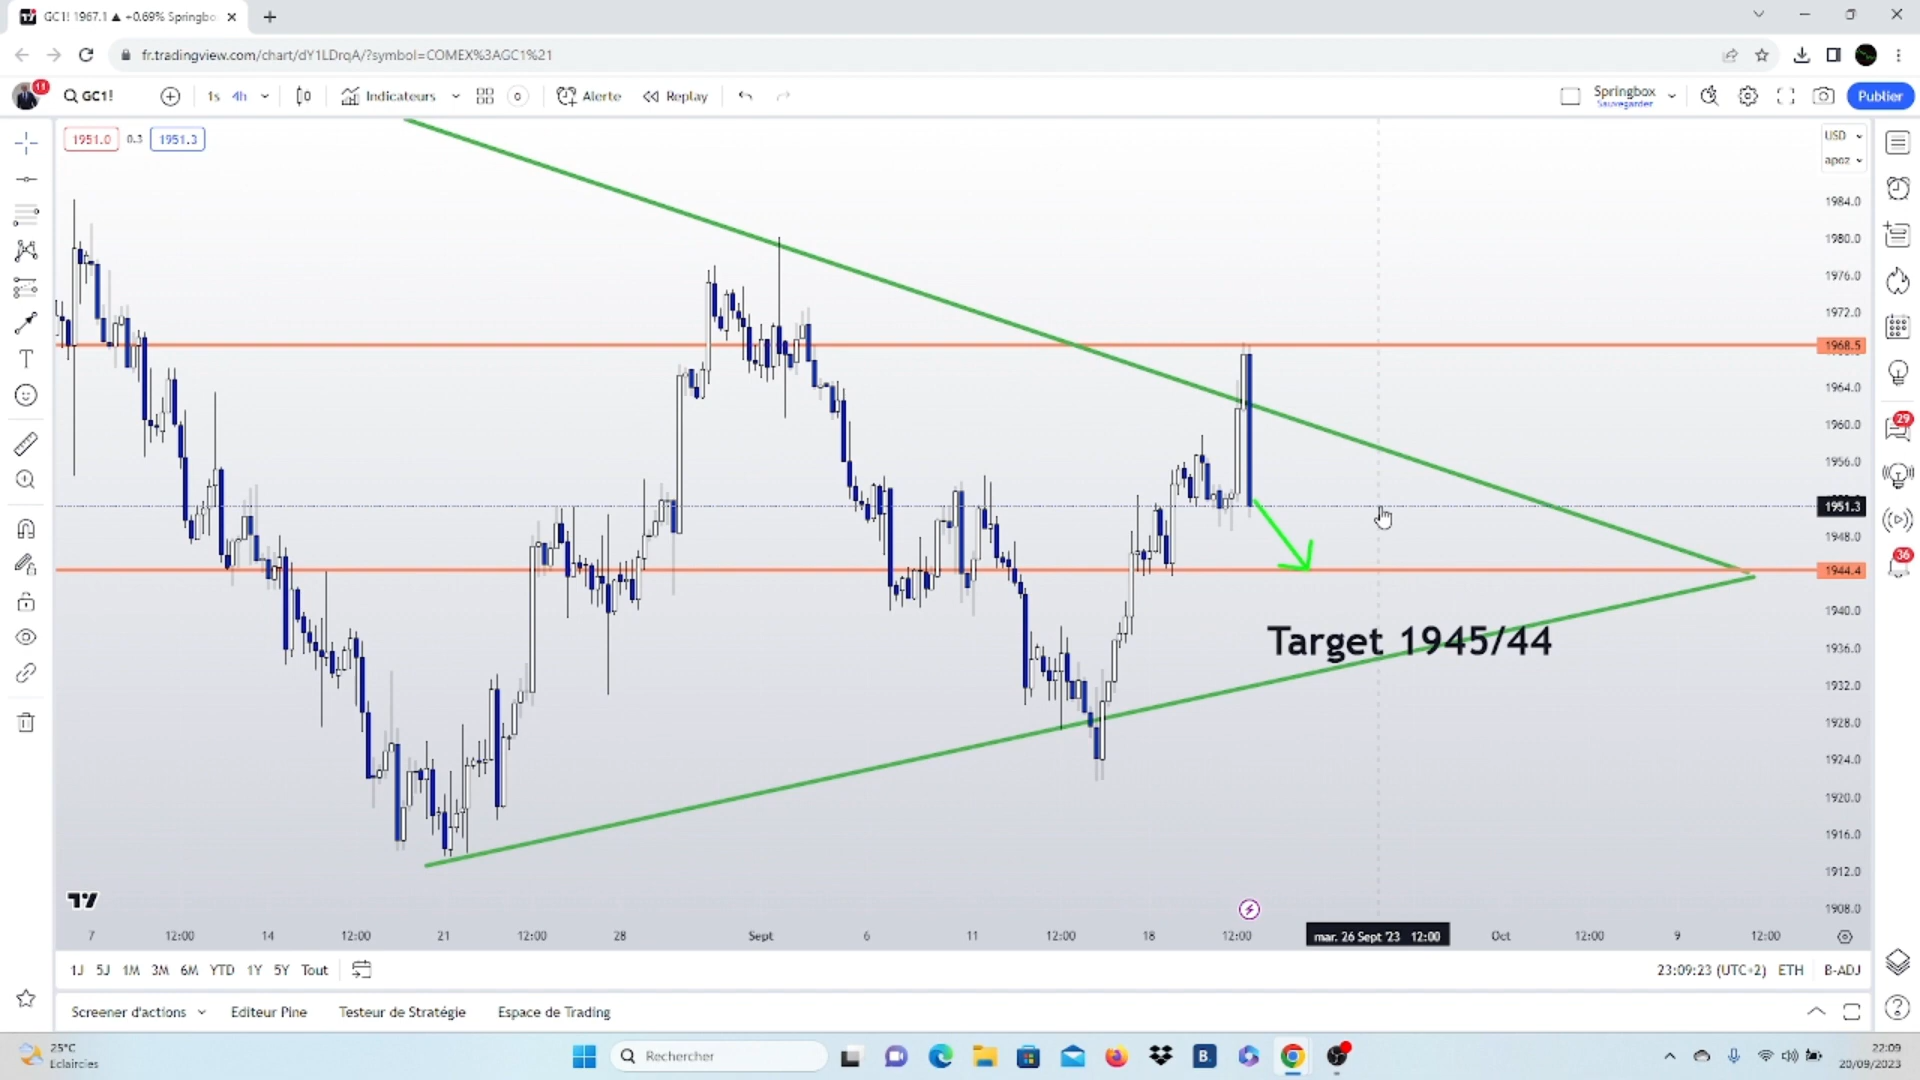 GC1! 1967.1 ▲ +0.69% Springbo
fr.tradingview.com/chart/dY1LDrqA/?symbol=COMEX%3AGC1%21
11
GC1!
1s
4h
Indicateurs
Alerte
Replay
Springbox
Sauvegarder
Publier
1951.0
0.3
1951.3
USD
apoz
1984.0
1980.0
1976.0
1972.0
1968.5
1964.0
1960.0
1956.0
1951.3
1948.0
1944.4
1940.0
1936.0
1932.0
1928.0
1924.0
1920.0
1916.0
1912.0
1908.0
29
36
Target 1945/44
7
12:00
14
12:00
21
12:00
28
Sept
6
11
12:00
18
12:00
mar. 26 Sept '23 12:00
Oct
12:00
9
12:00
1J
5J
1M
3M
6M
YTD
1Y
5Y
Tout
23:09:23 (UTC+2)
ETH
B-ADJ
Screener d'actions
Editeur Pine
Testeur de Stratégie
Espace de Trading
25°C
Eclaircies
Rechercher
B.
22:09
20/09/2023